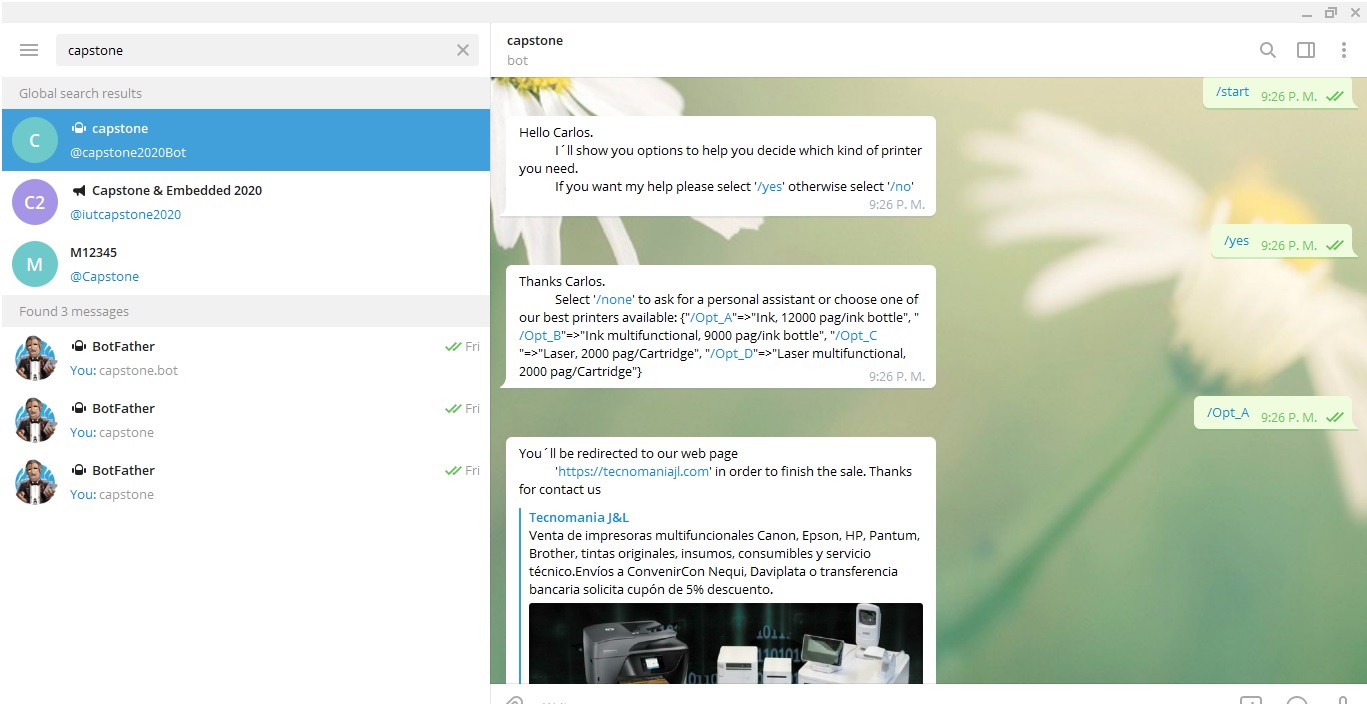 capstone
Global search results
C
capstone
@capstone2020Bot
C2
Capstone & Embedded 2020
@iutcapstone2020
M
M12345
@Capstone
Found 3 messages
BotFather
Fri
You: capstone.bot
BotFather
Fri
You: capstone
BotFather
Fri
You: capstone
capstone
bot
/start 9:26 P. M.
Hello Carlos.
I´ll show you options to help you decide which kind of printer
you need.
If you want my help please select '/yes' otherwise select '/no'
9:26 P. M.
/yes 9:26 P. M.
Thanks Carlos.
Select '/none' to ask for a personal assistant or choose one of
our best printers available: {"/Opt_A"=>"Ink, 12000 pag/ink bottle", "
/Opt_B"=>"Ink multifunctional, 9000 pag/ink bottle", "/Opt_C
"=>"Laser, 2000 pag/Cartridge", "/Opt_D"=>"Laser multifunctional,
2000 pag/Cartridge"}
9:26 P. M.
/Opt_A 9:26 P. M.
You´ll be redirected to our web page
'https://tecnomaniajl.com' in order to finish the sale. Thanks
for contact us
Tecnomania J&L
Venta de impresoras multifuncionales Canon, Epson, HP, Pantum,
Brother, tintas originales, insumos, consumibles y servicio
técnico.Envíos a ConvenirCon Nequi, Daviplata o transferencia
bancaria solicita cupón de 5% descuento.